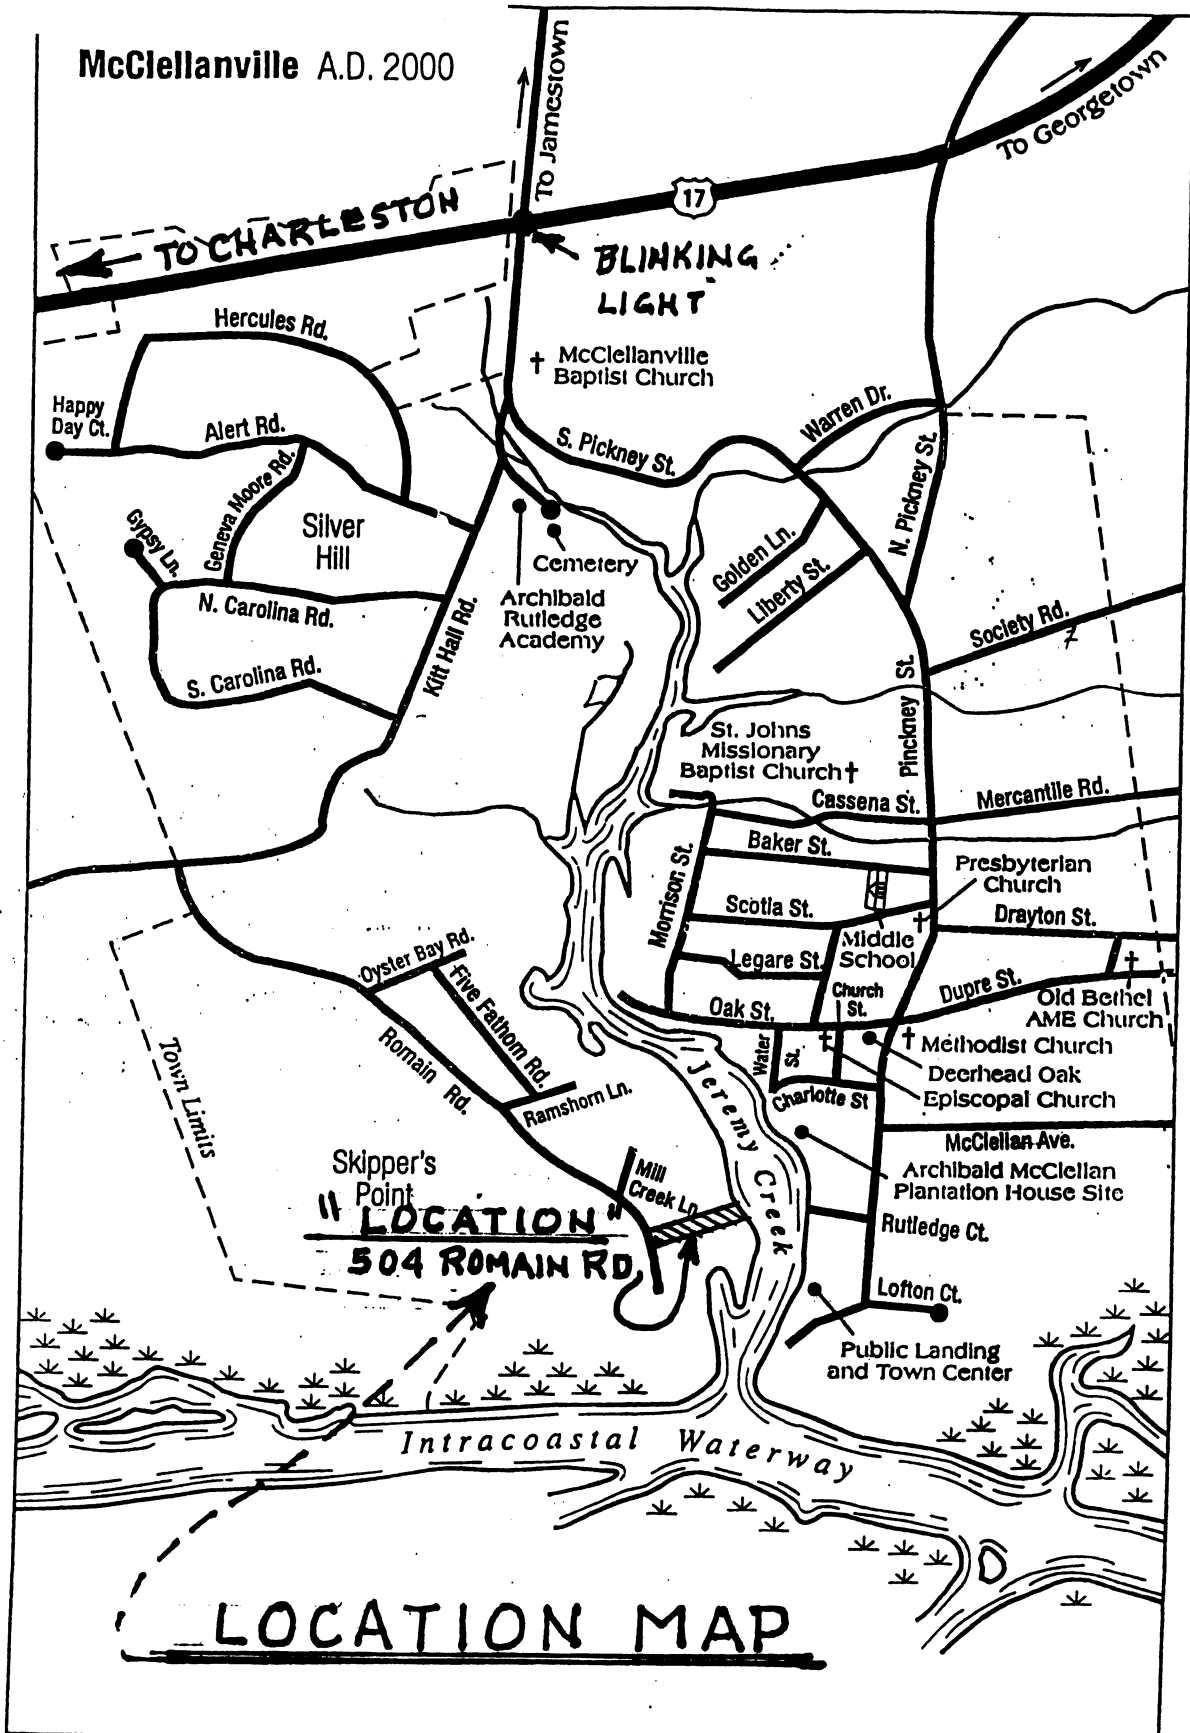 McClellanville A.D. 2000
To Jamestown
To Georgetown
17
TO CHARLESTON
BLINKING
LIGHT
Hercules Rd.
McClellanville
Baptist Church
Happy
Day Ct.
Alert Rd.
Warren Dr.
S. Pickney St.
N. Pickney St.
Geneva Moore Rd.
Gypsy Ln.
Silver
Hill
Golden Ln.
Liberty St.
Cemetery
Archibald
Rutledge
Academy
N. Carolina Rd.
Kitt Hall Rd.
Society Rd.
S. Carolina Rd.
Pinckney St.
St. Johns
Missionary
Baptist Church
Cassena St.
Mercantile Rd.
Baker St.
Morrison St.
Presbyterian
Church
Scotia St.
Drayton St.
Middle
School
Legare St.
Oyster Bay Rd.
Five Fathom Rd.
Church
St.
Dupre St.
Oak St.
Old Bethel
AME Church
Romain Rd.
Water St.
Methodist Church
Deerhead Oak
Episcopal Church
Town Limits
Ramshorn Ln.
Jeremy Creek
Charlotte St
McClellan Ave.
Archibald McClellan
Plantation House Site
Skipper's
Point
Mill
Creek Ln
"LOCATION"
504 ROMAIN RD
Rutledge Ct.
Lofton Ct.
Public Landing
and Town Center
Intracoastal Waterway
LOCATION MAP